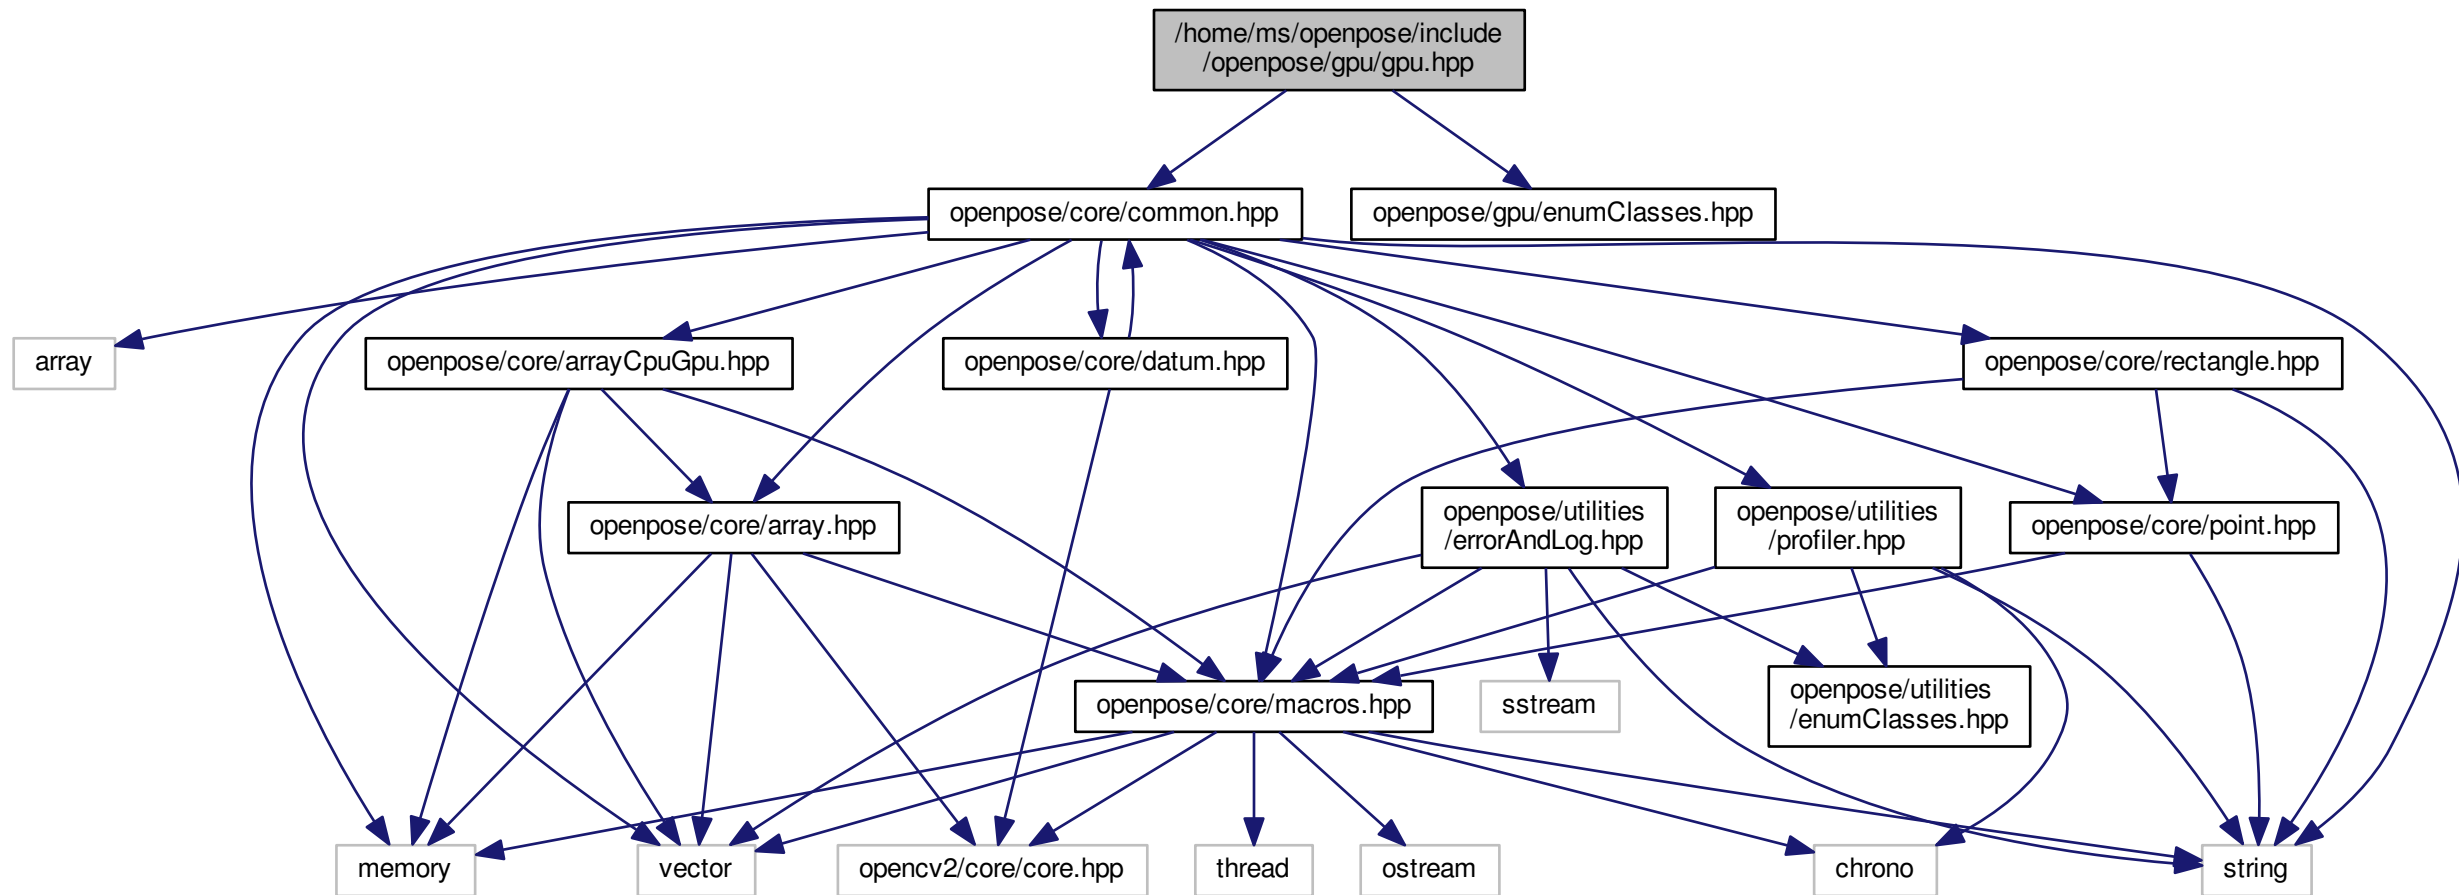 /home/ms/openpose/include
/openpose/gpu/gpu.hpp
openpose/core/common.hpp
openpose/gpu/enumClasses.hpp
array
openpose/core/arrayCpuGpu.hpp
openpose/core/datum.hpp
openpose/core/rectangle.hpp
openpose/core/array.hpp
openpose/utilities
/errorAndLog.hpp
openpose/utilities
/profiler.hpp
openpose/core/point.hpp
openpose/core/macros.hpp
sstream
openpose/utilities
/enumClasses.hpp
memory
vector
opencv2/core/core.hpp
thread
ostream
chrono
string